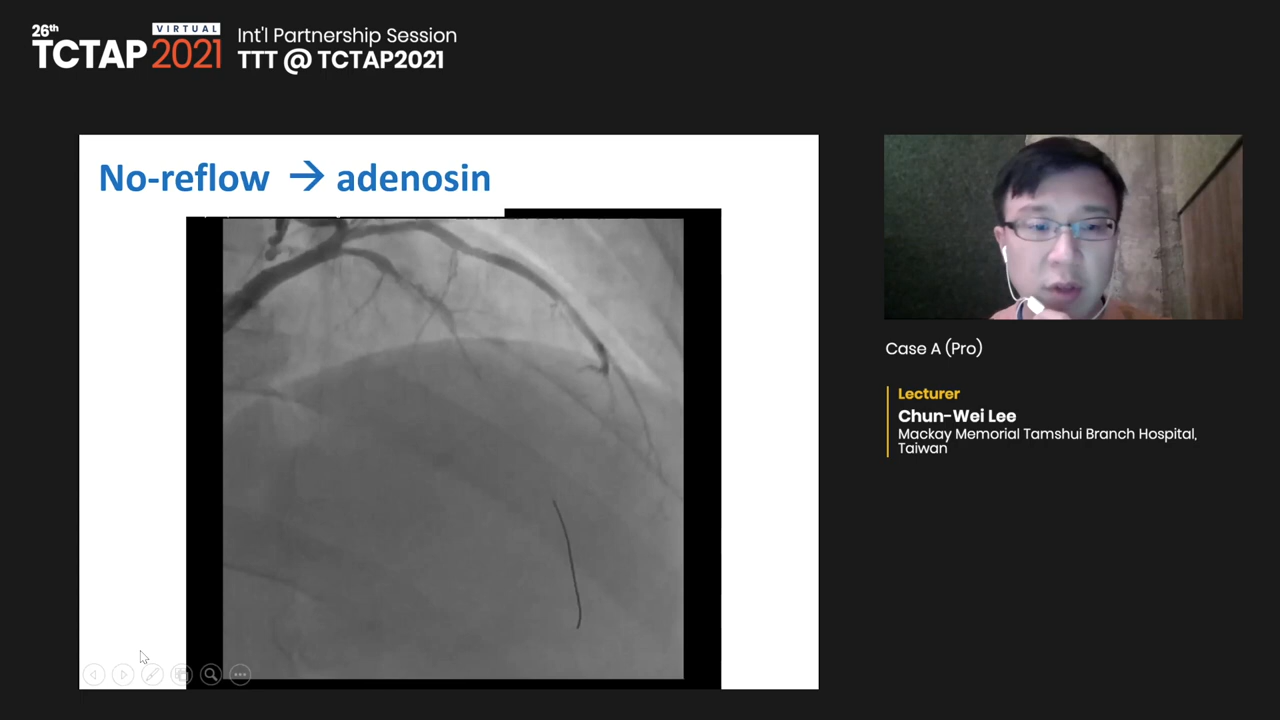 26th
VIRTUAL
TCTAP 2021
Int'l Partnership Session
TTT @ TCTAP2021
No-reflow → adenosin
Case A (Pro)
Lecturer
Chun-Wei Lee
Mackay Memorial Tamshui Branch Hospital,
Taiwan